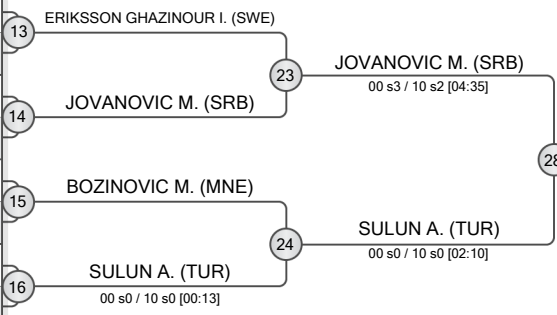 13
ERIKSSON GHAZINOUR I. (SWE)
23
JOVANOVIC M. (SRB)
00 s3 / 10 s2 [04:35]
14
JOVANOVIC M. (SRB)
28
15
BOZINOVIC M. (MNE)
24
SULUN A. (TUR)
00 s0 / 10 s0 [02:10]
16
SULUN A. (TUR)
00 s0 / 10 s0 [00:13]